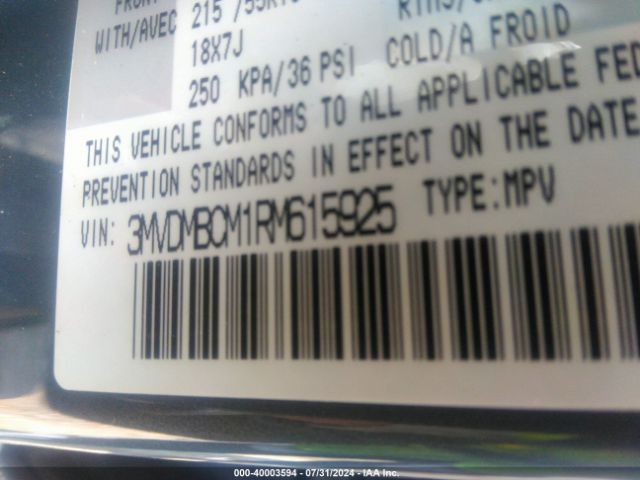 FRONT
WITH/AVEC
215
18X7J
250 KPA/36 PSI COLD/A FROID
THIS VEHICLE CONFORMS TO ALL APPLICABLE FED
PREVENTION STANDARDS IN EFFECT ON THE DATE
VIN: 3MVDMBCM1RM615925 TYPE:MPV
000-40003594 - 07/31/2024 - IAA Inc.